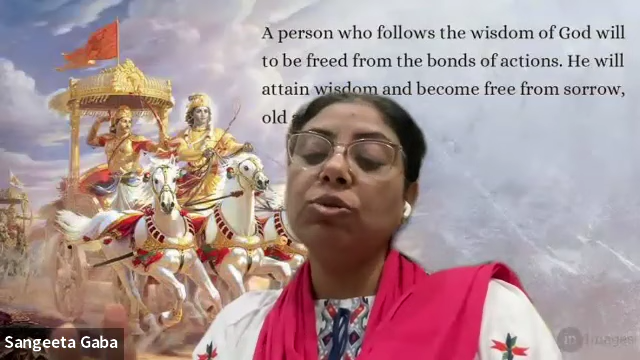 A person who follows the wisdom of God will
to be freed from the bonds of actions. He will
attain wisdom and become free from sorrow,
old
Sangeeta Gaba